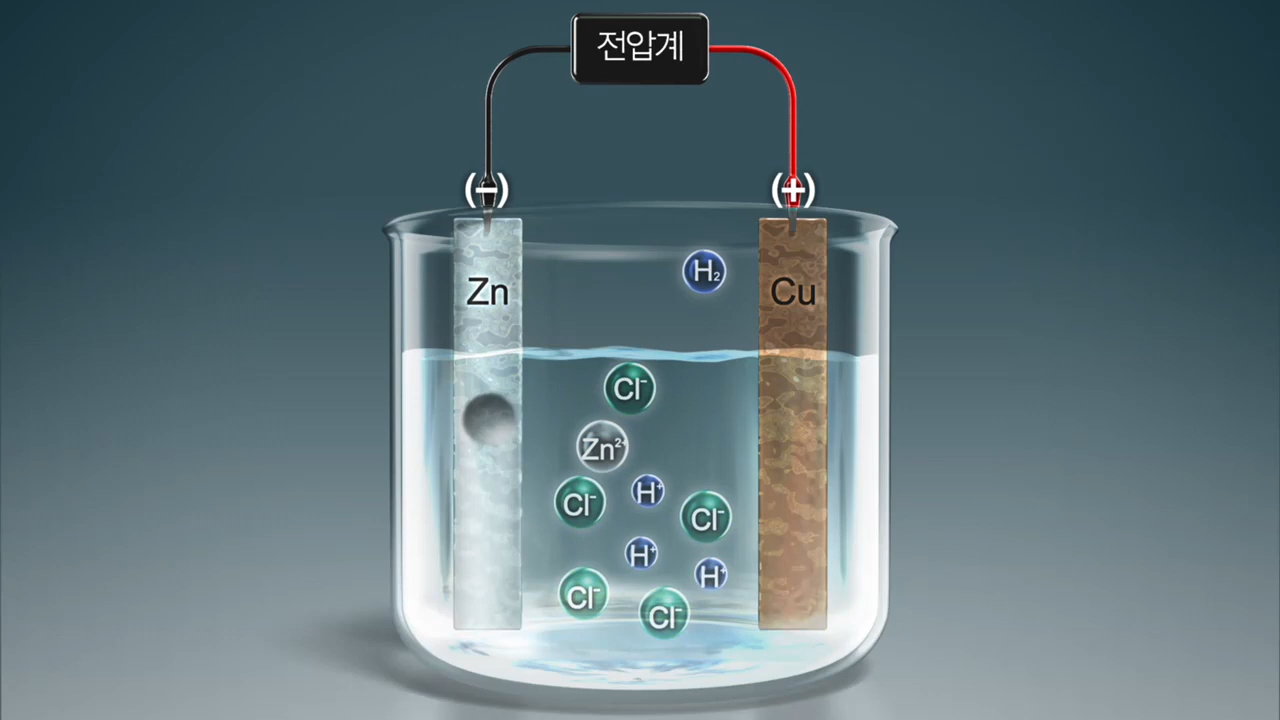 전압계
(−)
(+)
H₂
Zn
Cu
Cl⁻
Zn²⁺
H⁺
Cl⁻
Cl⁻
H⁺
H⁺
Cl⁻
Cl⁻